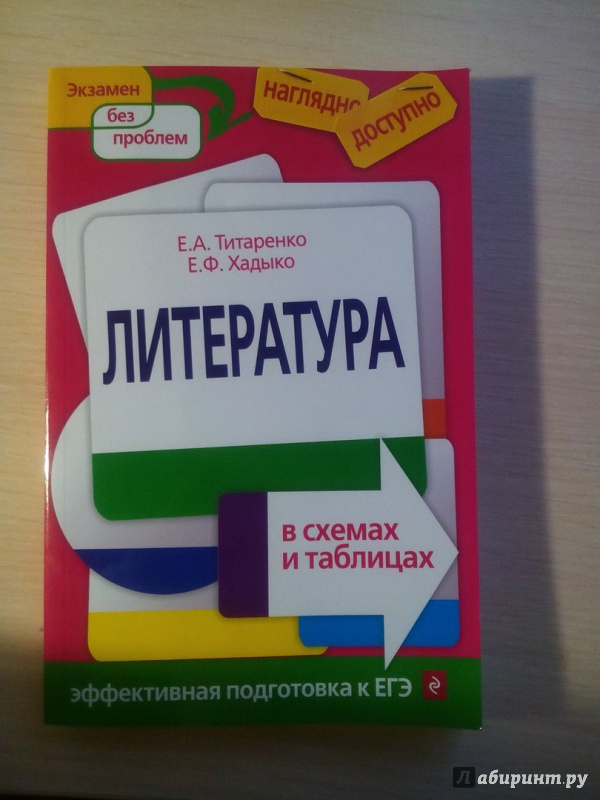 Экзамен
без
проблем
наглядно
доступно
Е.А. Титаренко
Е.Ф. Хадыко
ЛИТЕРАТУРА
в схемах
и таблицах
эффективная подготовка к ЕГЭ
Лабиринт.ру